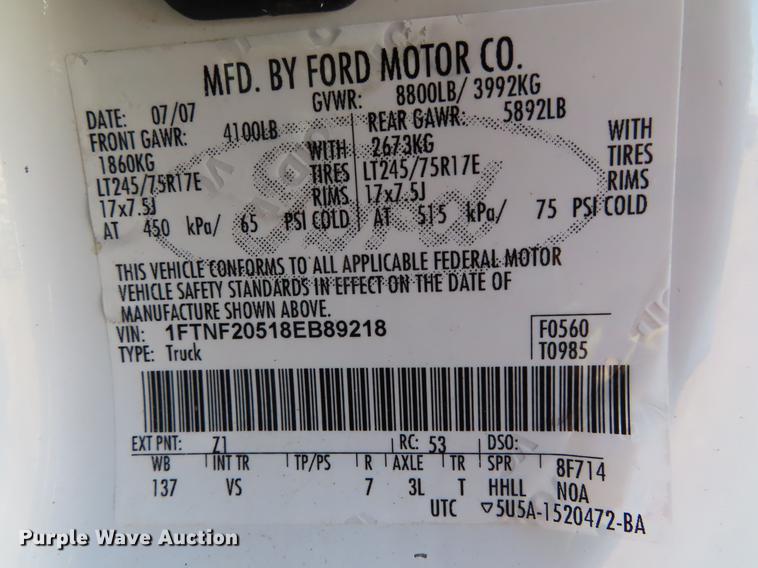 MFD. BY FORD MOTOR CO.
DATE: 07/07 GVWR: 8800LB/ 3992KG
FRONT GAWR: 4100LB REAR GAWR: 5892LB
1860KG WITH 2673KG WITH
LT245/75R17E TIRES LT245/75R17E TIRES
17x7.5J RIMS 17x7.5J RIMS
AT 450 kPa/ 65 PSI COLD AT 515 kPa/ 75 PSI COLD
THIS VEHICLE CONFORMS TO ALL APPLICABLE FEDERAL MOTOR
VEHICLE SAFETY STANDARDS IN EFFECT ON THE DATE OF
MANUFACTURE SHOWN ABOVE.
VIN: 1FTNF20518EB89218 F0560
TYPE: Truck T0985
EXT PNT: Z1 RC: 53 DSO:
WB INT TR TP/PS R AXLE TR SPR 8F714
137 VS 7 3L T HHLL NOA
UTC ▽5U5A-1520472-BA
Purple Wave Auction